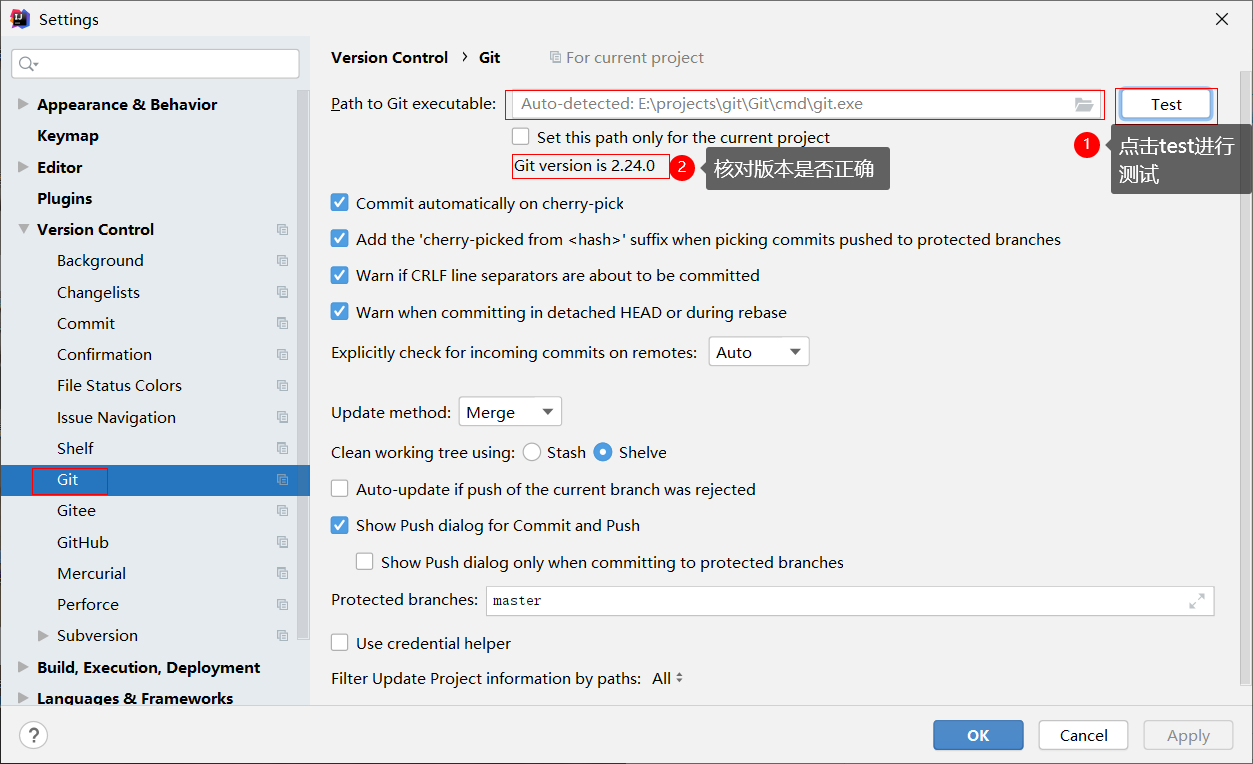 Settings
Version Control › Git For current project
Appearance & Behavior
Keymap
Editor
Plugins
Version Control
Background
Changelists
Commit
Confirmation
File Status Colors
Issue Navigation
Shelf
Git
Gitee
GitHub
Mercurial
Perforce
Subversion
Build, Execution, Deployment
Languages & Frameworks
Path to Git executable: Auto-detected: E:\projects\git\Git\cmd\git.exe Test
Set this path only for the current project
1 点击test进行
测试
Git version is 2.24.0 2 核对版本是否正确
Commit automatically on cherry-pick
Add the 'cherry-picked from <hash>' suffix when picking commits pushed to protected branches
Warn if CRLF line separators are about to be committed
Warn when committing in detached HEAD or during rebase
Explicitly check for incoming commits on remotes: Auto
Update method: Merge
Clean working tree using: Stash Shelve
Auto-update if push of the current branch was rejected
Show Push dialog for Commit and Push
Show Push dialog only when committing to protected branches
Protected branches: master
Use credential helper
Filter Update Project information by paths: All
? OK Cancel Apply